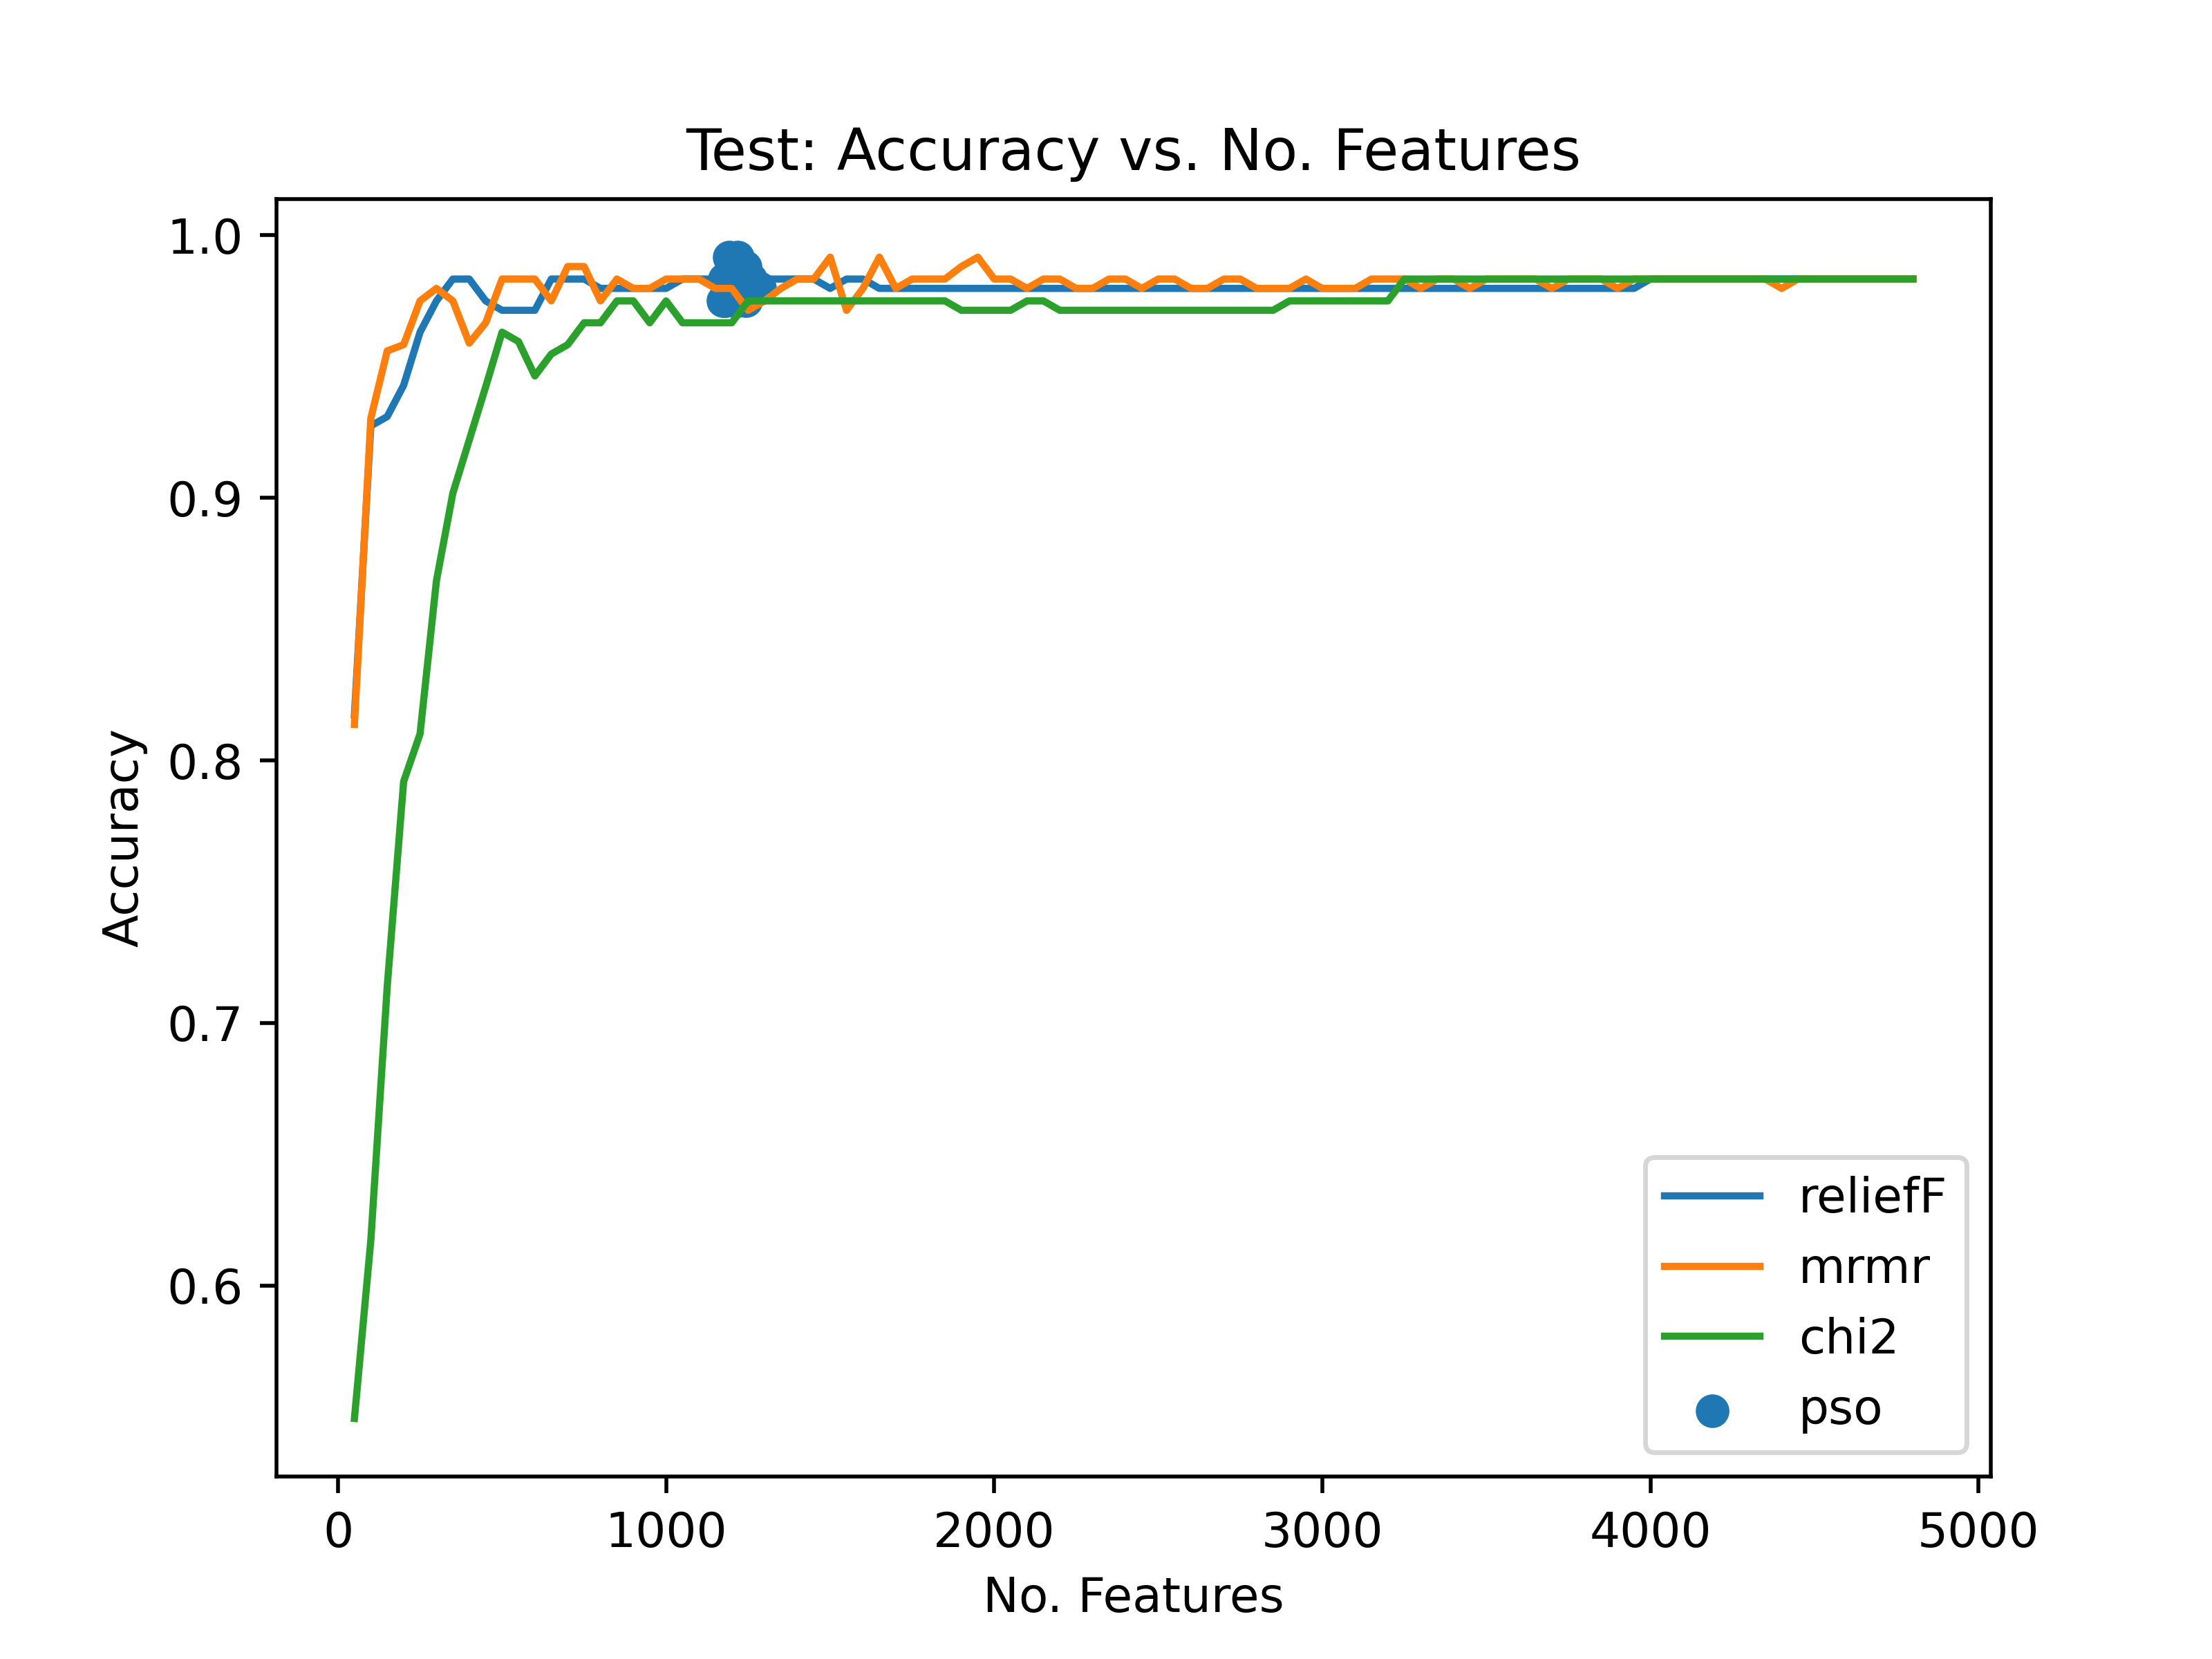 Test: Accuracy vs. No. Features
1.0
0.9
0.8
0.7
0.6
Accuracy
0 1000 2000 3000 4000 5000
No. Features
reliefF
mrmr
chi2
pso